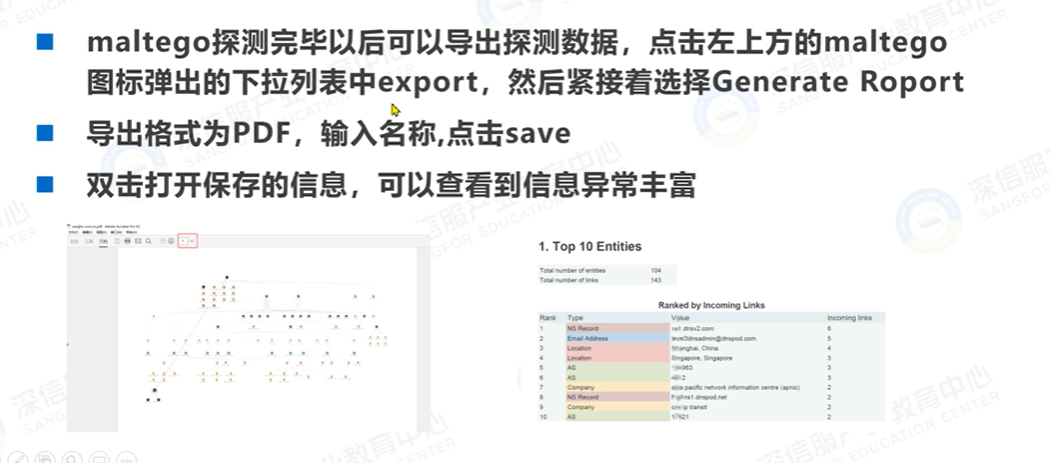 maltego探测完毕以后可以导出探测数据，点击左上方的maltego
图标弹出的下拉列表中export，然后紧接着选择Generate Roport
导出格式为PDF，输入名称,点击save
双击打开保存的信息，可以查看到信息异常丰富
1. Top 10 Entities
Total number of entities 104
Total number of links 143
Ranked by Incoming Links
Rank Type Value Incoming links
1 NS Record .dnsv2.com 6
2 Email Address level3dnsadmin@dnspod.com. 5
3 Location Shanghai, China 4
4 Location Singapore, Singapore 3
5 AS 3
6 AS 3
7 Company asia pacific network information centre (apnic) 2
8 NS Record .dnspod.net 2
9 Company transit 2
10 AS 2
深信服产业教育中心
SANGFOR EDUCATION CENTER